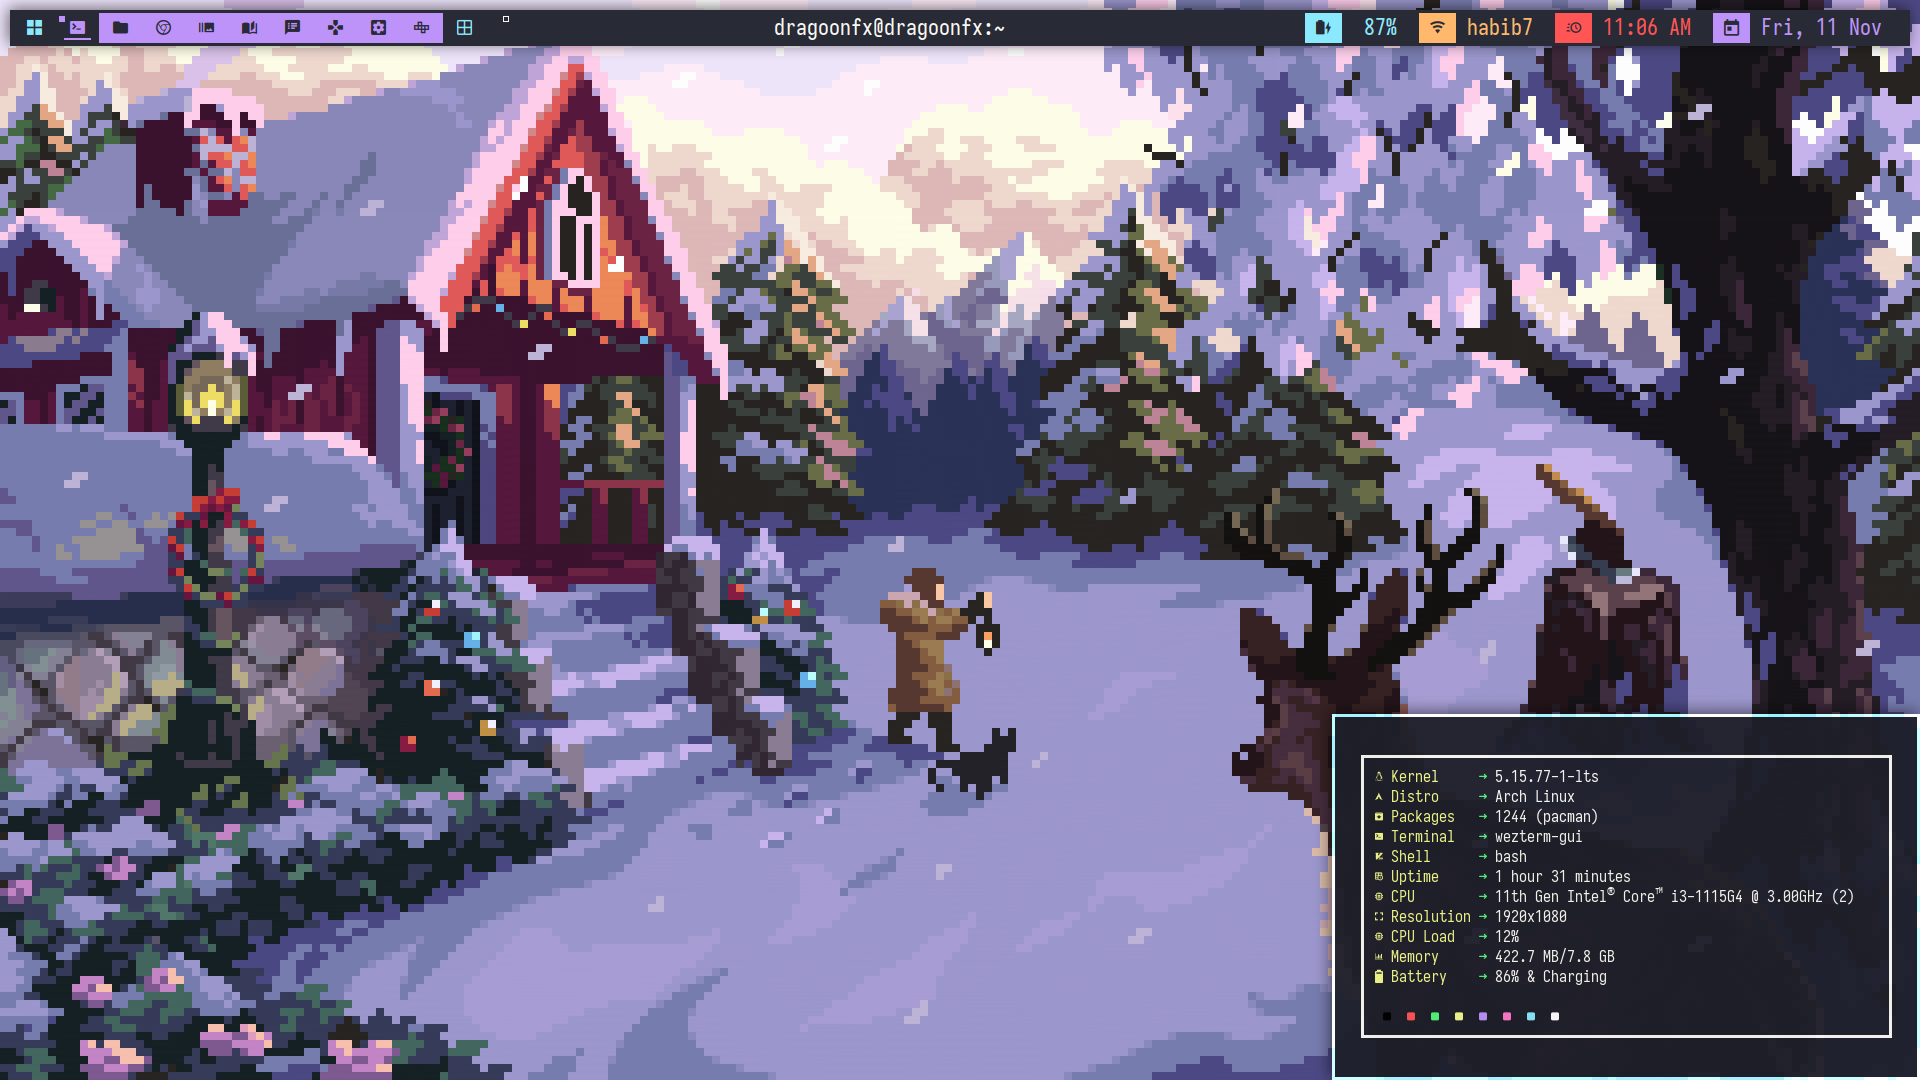 dragoonfx@dragoonfx:~
87%
habib7
11:06 AM
Fri, 11 Nov
Kernel → 5.15.77-1-lts
Distro → Arch Linux
Packages → 1244 (pacman)
Terminal → wezterm-gui
Shell → bash
Uptime → 1 hour 31 minutes
CPU → 11th Gen Intel® Core™ i3-1115G4 @ 3.00GHz (2)
Resolution → 1920x1080
CPU Load → 12%
Memory → 422.7 MB/7.8 GB
Battery → 86% & Charging